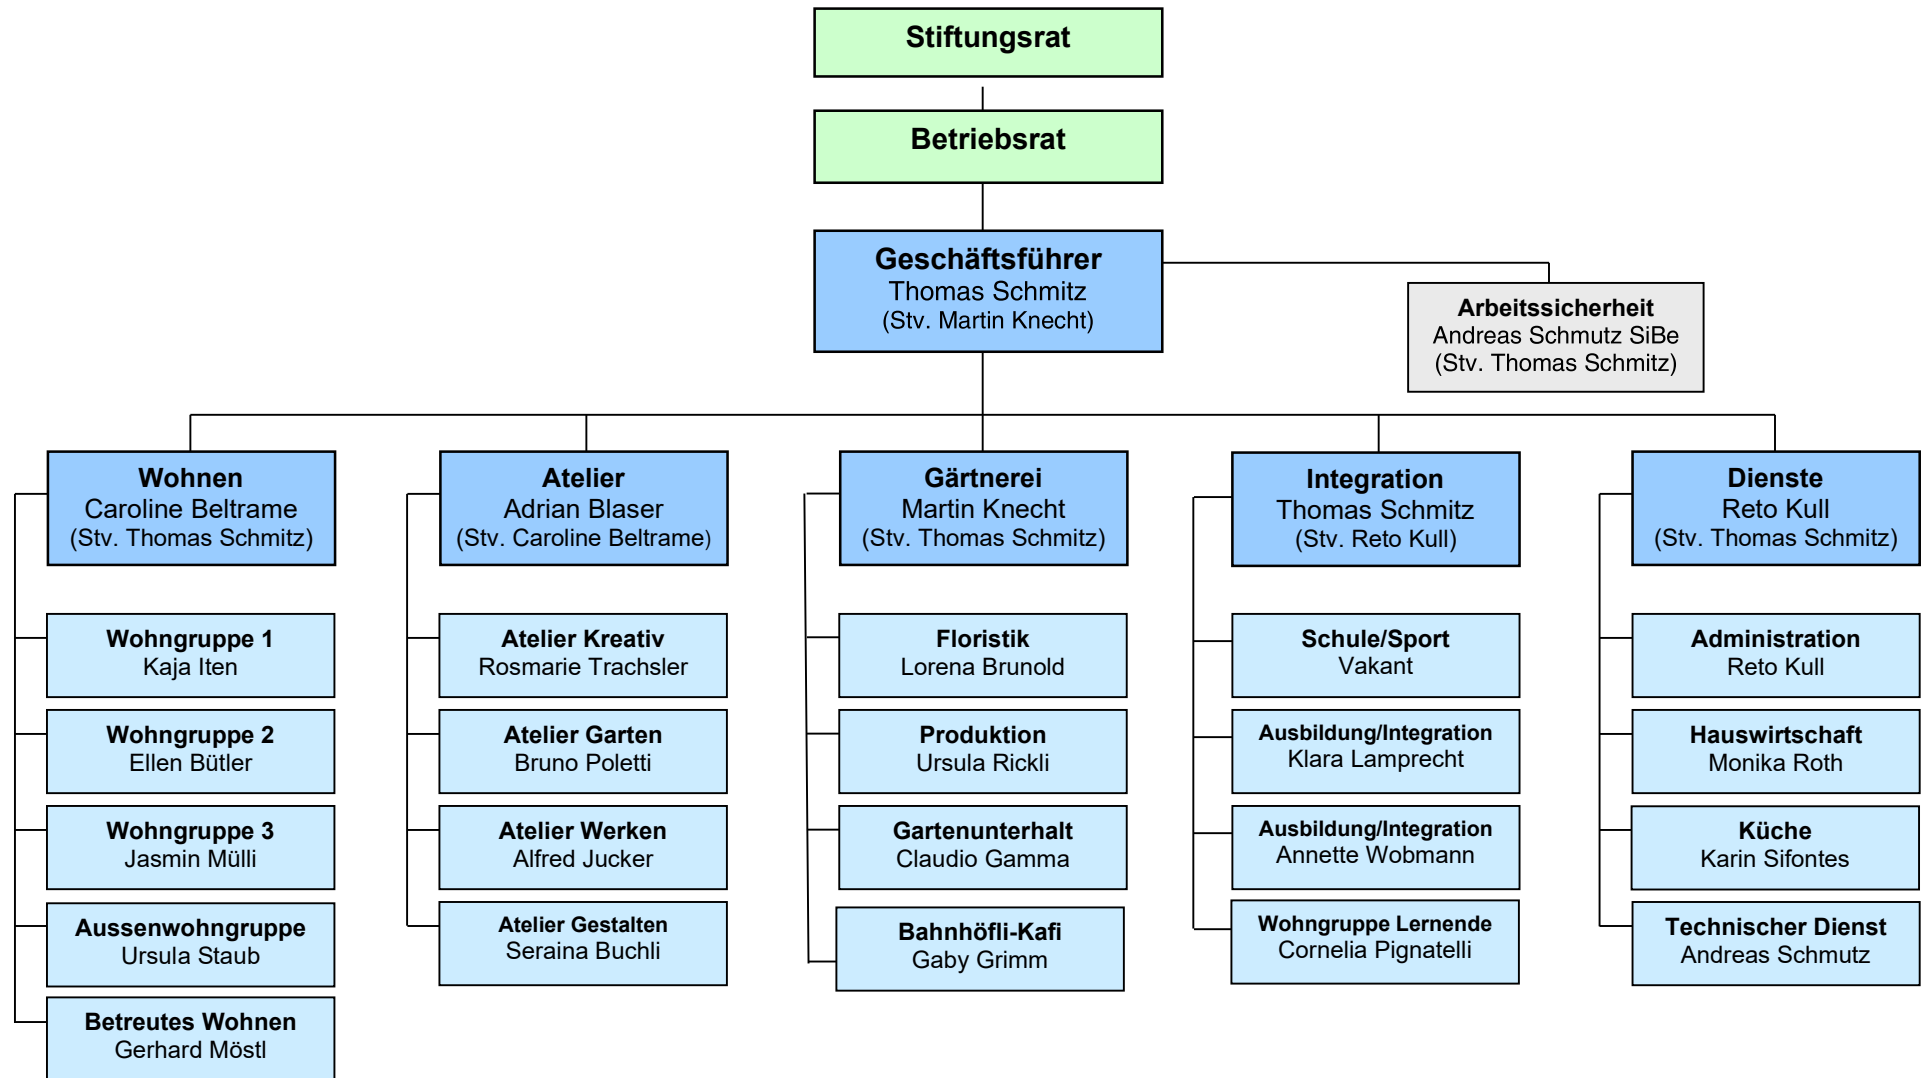 Stiftungsrat
Betriebsrat
Geschäftsführer
Thomas Schmitz
(Stv. Martin Knecht)
Arbeitssicherheit
Andreas Schmutz SiBe
(Stv. Thomas Schmitz)
Wohnen
Caroline Beltrame
(Stv. Thomas Schmitz)
Wohngruppe 1
Kaja Iten
Wohngruppe 2
Ellen Bütler
Wohngruppe 3
Jasmin Mülli
Aussenwohngruppe
Ursula Staub
Betreutes Wohnen
Gerhard Möstl
Atelier
Adrian Blaser
(Stv. Caroline Beltrame)
Atelier Kreativ
Rosmarie Trachsler
Atelier Garten
Bruno Poletti
Atelier Werken
Alfred Jucker
Atelier Gestalten
Seraina Buchli
Gärtnerei
Martin Knecht
(Stv. Thomas Schmitz)
Floristik
Lorena Brunold
Produktion
Ursula Rickli
Gartenunterhalt
Claudio Gamma
Bahnhöfli-Kafi
Gaby Grimm
Integration
Thomas Schmitz
(Stv. Reto Kull)
Schule/Sport
Vakant
Ausbildung/Integration
Klara Lamprecht
Ausbildung/Integration
Annette Wobmann
Wohngruppe Lernende
Cornelia Pignatelli
Dienste
Reto Kull
(Stv. Thomas Schmitz)
Administration
Reto Kull
Hauswirtschaft
Monika Roth
Küche
Karin Sifontes
Technischer Dienst
Andreas Schmutz